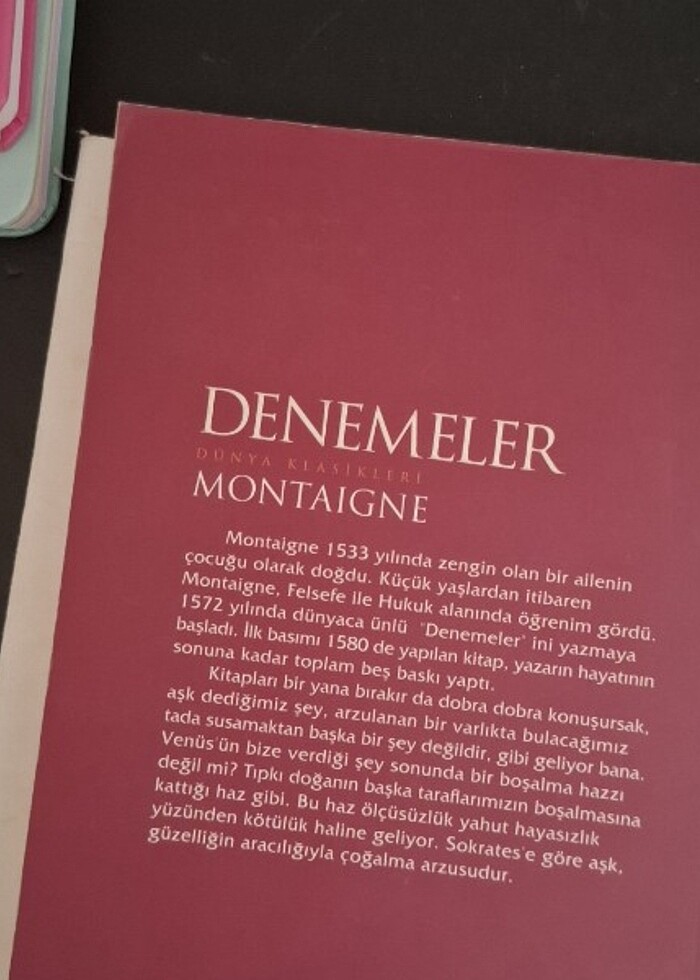 DENEMELER
DÜNYA KLASİKLERİ
MONTAIGNE
Montaigne 1533 yılında zengin olan bir ailenin
çocuğu olarak doğdu. Küçük yaşlardan itibaren
Montaigne, Felsefe ile Hukuk alanında öğrenim gördü.
1572 yılında dünyaca ünlü "Denemeler" ini yazmaya
başladı. İlk basımı 1580 de yapılan kitap, yazarın hayatının
sonuna kadar toplam beş baskı yaptı.
Kitapları bir yana bırakır da dobra dobra konuşursak,
aşk dediğimiz şey, arzulanan bir varlıkta bulacağımız
tada susamaktan başka bir şey değildir, gibi geliyor bana.
Venüs'ün bize verdiği şey sonunda bir boşalma hazzı
değil mi? Tıpkı doğanın başka taraflarımızın boşalmasına
kattığı haz gibi. Bu haz ölçüsüzlük yahut hayasızlık
yüzünden kötülük haline geliyor. Sokrates'e göre aşk,
güzelliğin aracılığıyla çoğalma arzusudur.